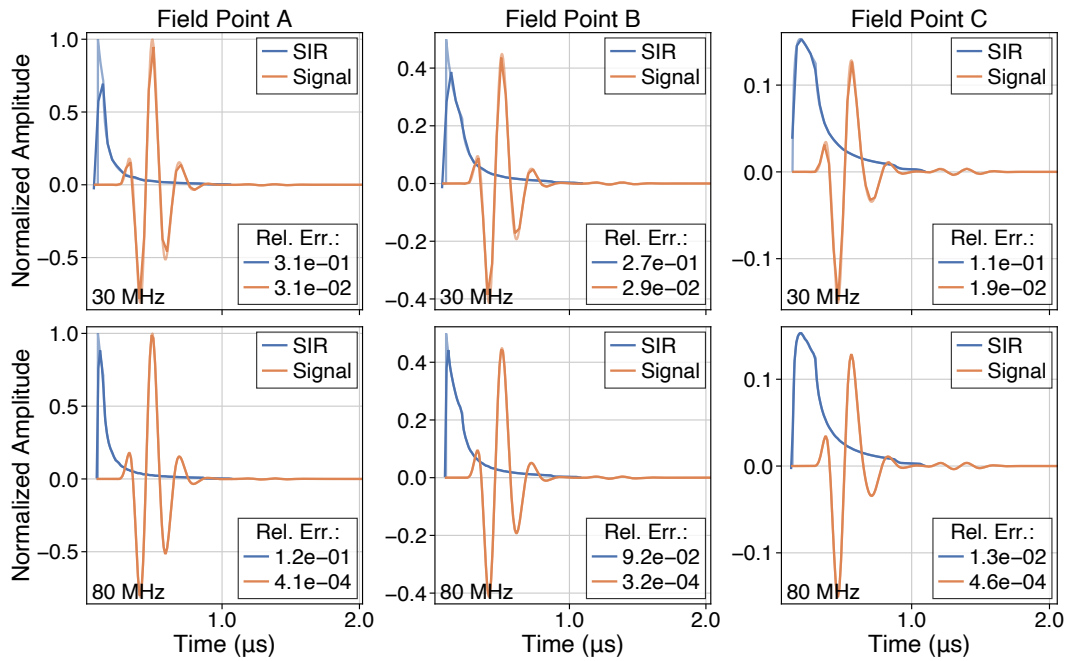 Field Point A
Field Point B
Field Point C
Normalized Amplitude
1.0
0.5
0.0
−0.5
SIR
Signal
Rel. Err.:
3.1e−01
3.1e−02
30 MHz
0.4
0.2
0.0
−0.2
−0.4
SIR
Signal
Rel. Err.:
2.7e−01
2.9e−02
30 MHz
0.1
0.0
−0.1
SIR
Signal
Rel. Err.:
1.1e−01
1.9e−02
30 MHz
1.0
2.0
Normalized Amplitude
1.0
0.5
0.0
−0.5
SIR
Signal
Rel. Err.:
1.2e−01
4.1e−04
80 MHz
1.0
2.0
Time (μs)
0.4
0.2
0.0
−0.2
−0.4
SIR
Signal
Rel. Err.:
9.2e−02
3.2e−04
80 MHz
1.0
2.0
Time (μs)
0.1
0.0
−0.1
SIR
Signal
Rel. Err.:
1.3e−02
4.6e−04
80 MHz
1.0
2.0
Time (μs)